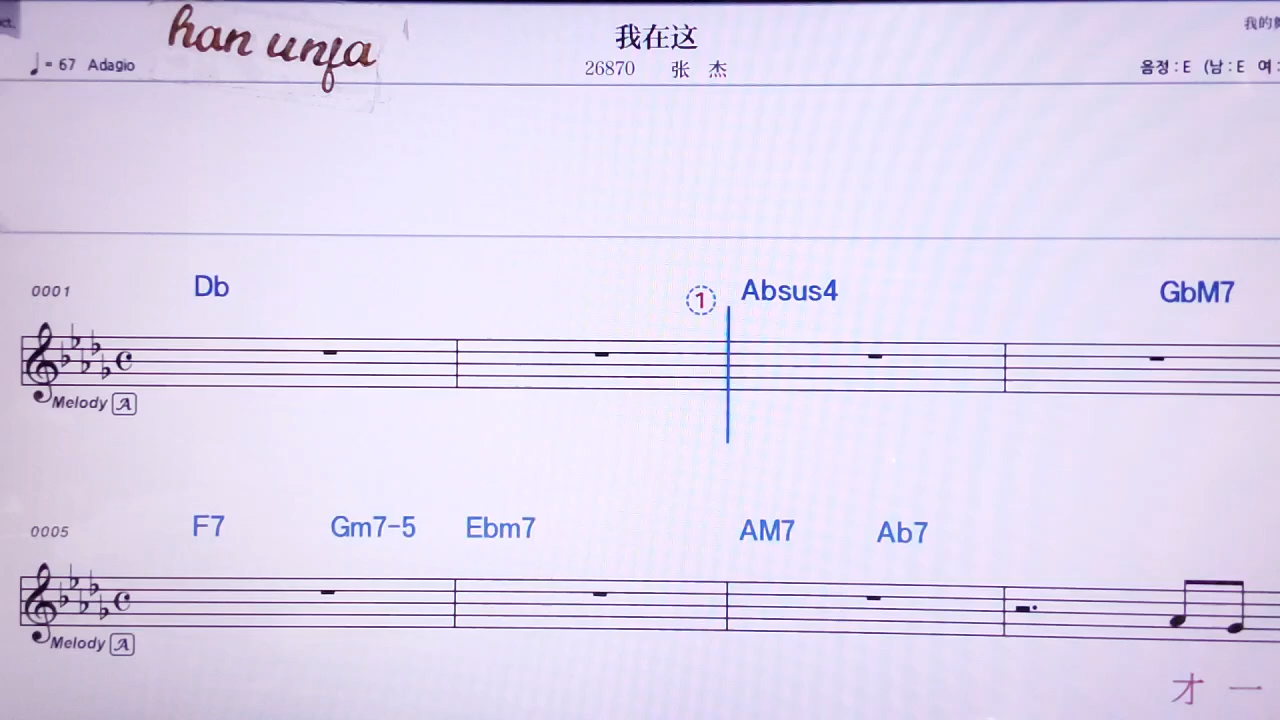 han unfa
我在这
我的
♩= 67 Adagio
26870 张 杰
음정 : E (남 : E 여 :
0001
Db
1
Absus4
GbM7
Melody A
0005
F7 Gm7-5 Ebm7 AM7 Ab7
Melody A
才 一